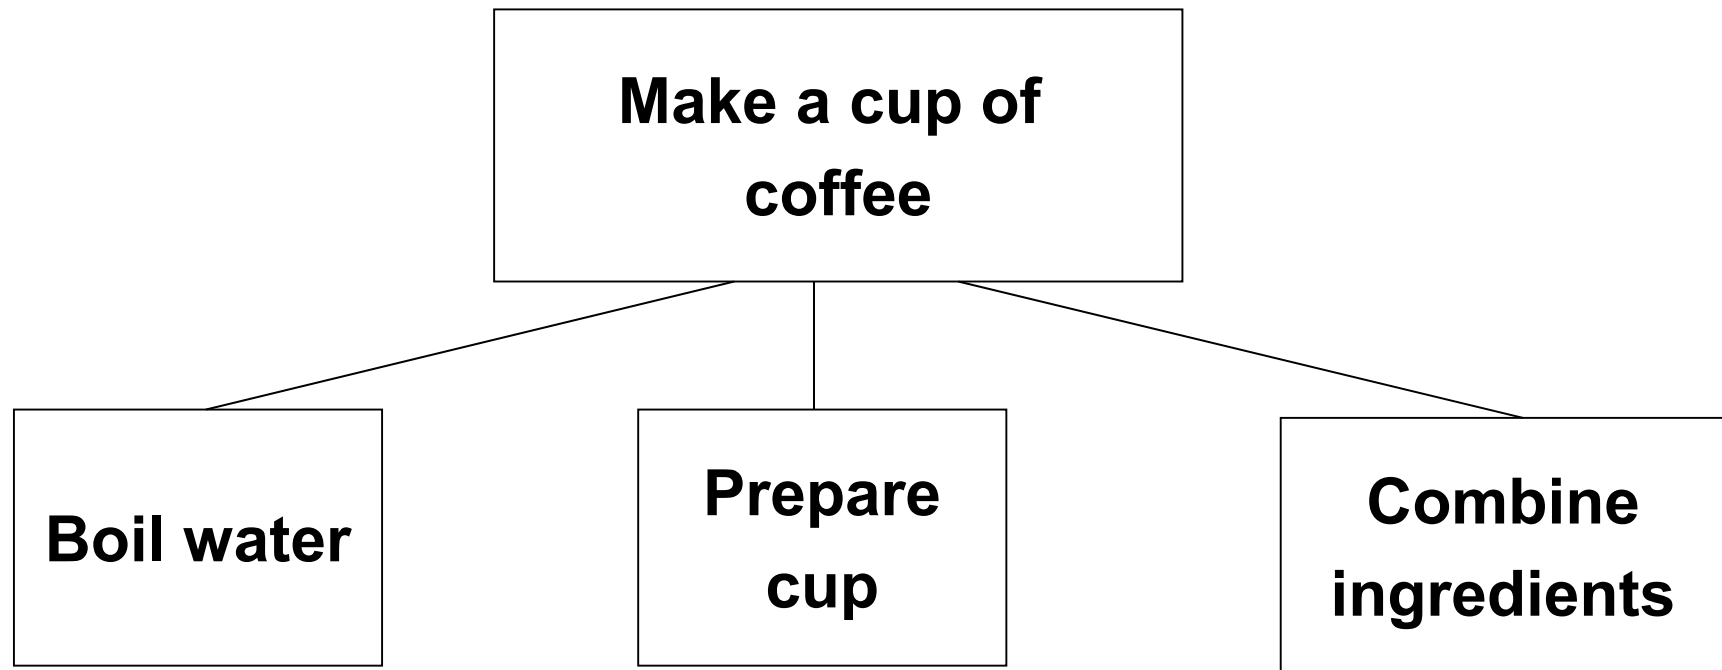 Make a cup of
coffee
Boil water
Prepare
cup
Combine
ingredients